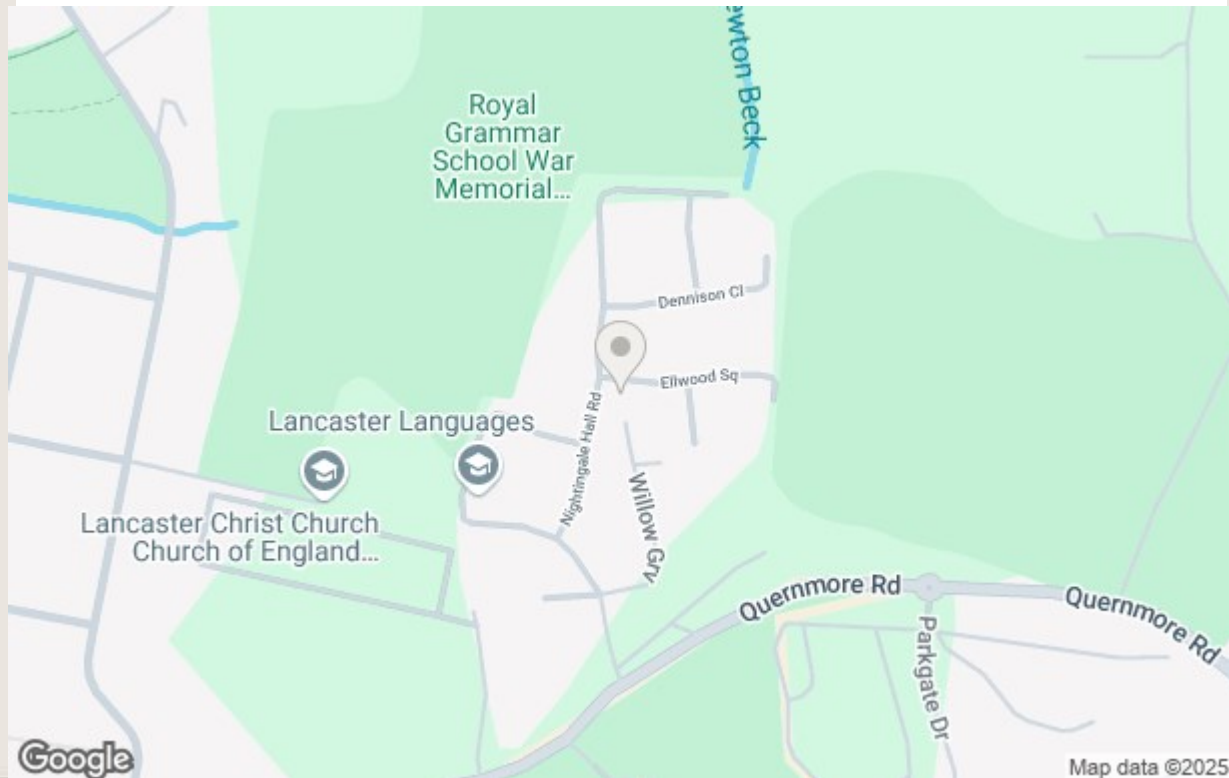 ewton Beck
Royal
Grammar
School War
Memorial...
Dennison Cl
Ellwood Sq
Nightingale Hall Rd
Lancaster Languages
Willow Grv
Lancaster Christ Church
Church of England...
Quernmore Rd
Quernmore Rd
Parkgate Dr
Google
Map data ©2025